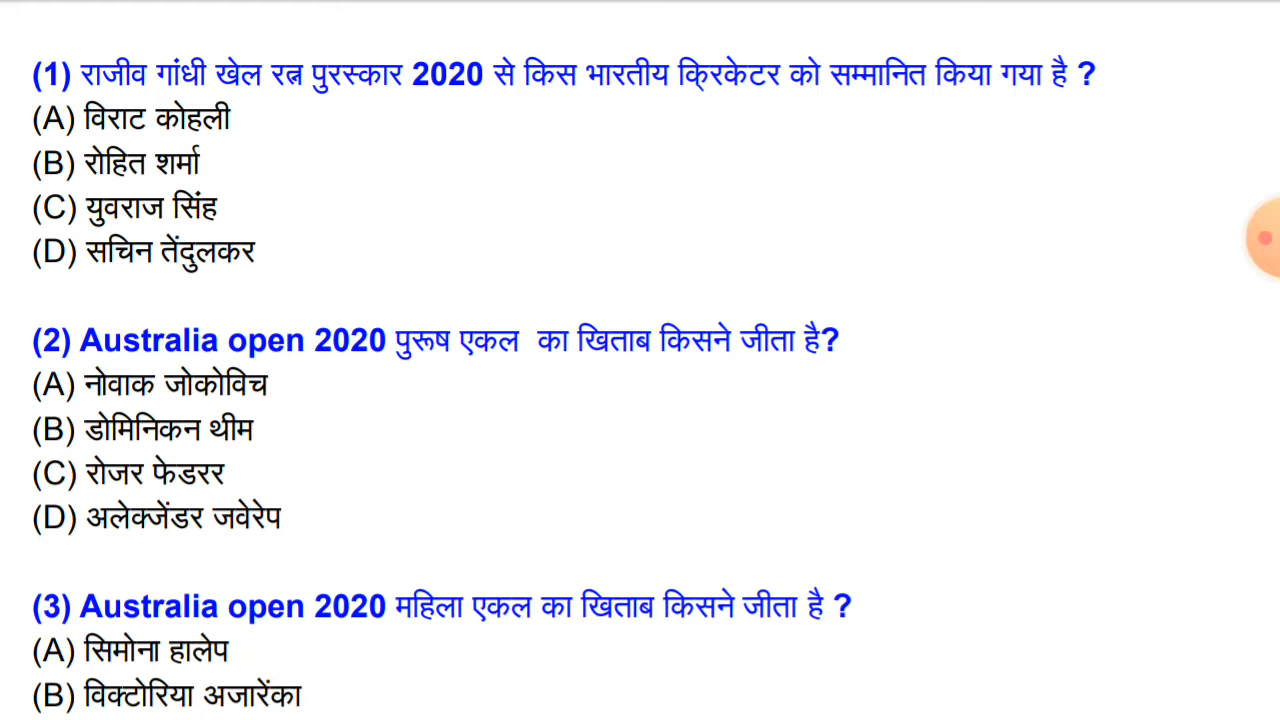 (1) राजीव गांधी खेल रत्न पुरस्कार 2020 से किस भारतीय क्रिकेटर को सम्मानित किया गया है ?
(A) विराट कोहली
(B) रोहित शर्मा
(C) युवराज सिंह
(D) सचिन तेंदुलकर
(2) Australia open 2020 पुरूष एकल का खिताब किसने जीता है?
(A) नोवाक जोकोविच
(B) डोमिनिकन थीम
(C) रोजर फेडरर
(D) अलेक्जेंडर जवेरेप
(3) Australia open 2020 महिला एकल का खिताब किसने जीता है ?
(A) सिमोना हालेप
(B) विक्टोरिया अजारेंका